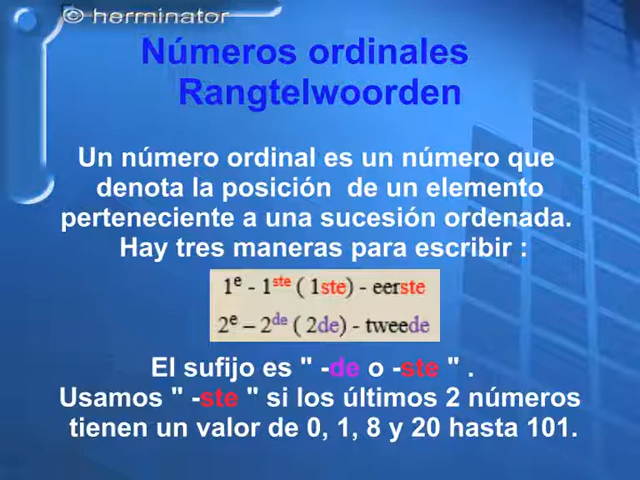 © herminator
Números ordinales
Rangtelwoorden
Un número ordinal es un número que
denota la posición de un elemento
perteneciente a una sucesión ordenada.
Hay tres maneras para escribir :
1e - 1ste ( 1ste) - eerste
2e – 2de ( 2de) - tweede
El sufijo es " -de o -ste " .
Usamos " -ste " si los últimos 2 números
tienen un valor de 0, 1, 8 y 20 hasta 101.